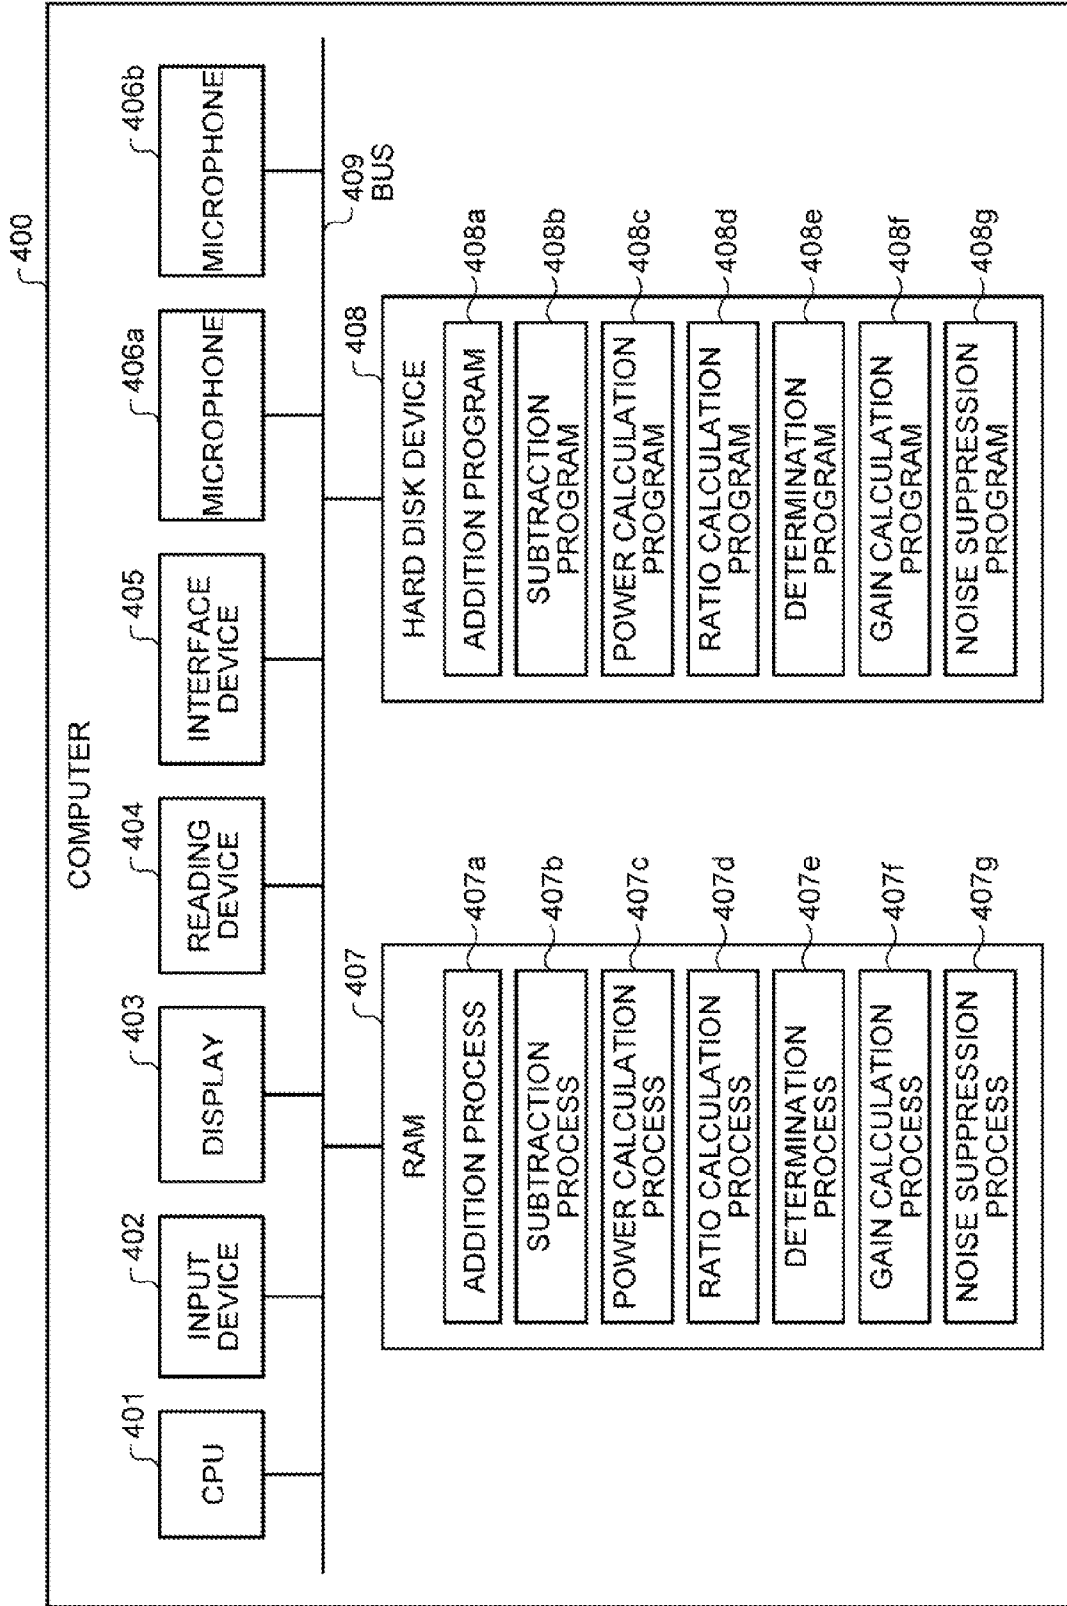 400
COMPUTER
401
CPU
402
INPUT
DEVICE
403
DISPLAY
404
READING
DEVICE
405
INTERFACE
DEVICE
406a
MICROPHONE
406b
MICROPHONE
409
BUS
407
RAM
ADDITION PROCESS
407a
SUBTRACTION
PROCESS
407b
POWER CALCULATION
PROCESS
407c
RATIO CALCULATION
PROCESS
407d
DETERMINATION
PROCESS
407e
GAIN CALCULATION
PROCESS
407f
NOISE SUPPRESSION
PROCESS
407g
408
HARD DISK DEVICE
ADDITION PROGRAM
408a
SUBTRACTION
PROGRAM
408b
POWER CALCULATION
PROGRAM
408c
RATIO CALCULATION
PROGRAM
408d
DETERMINATION
PROGRAM
408e
GAIN CALCULATION
PROGRAM
408f
NOISE SUPPRESSION
PROGRAM
408g